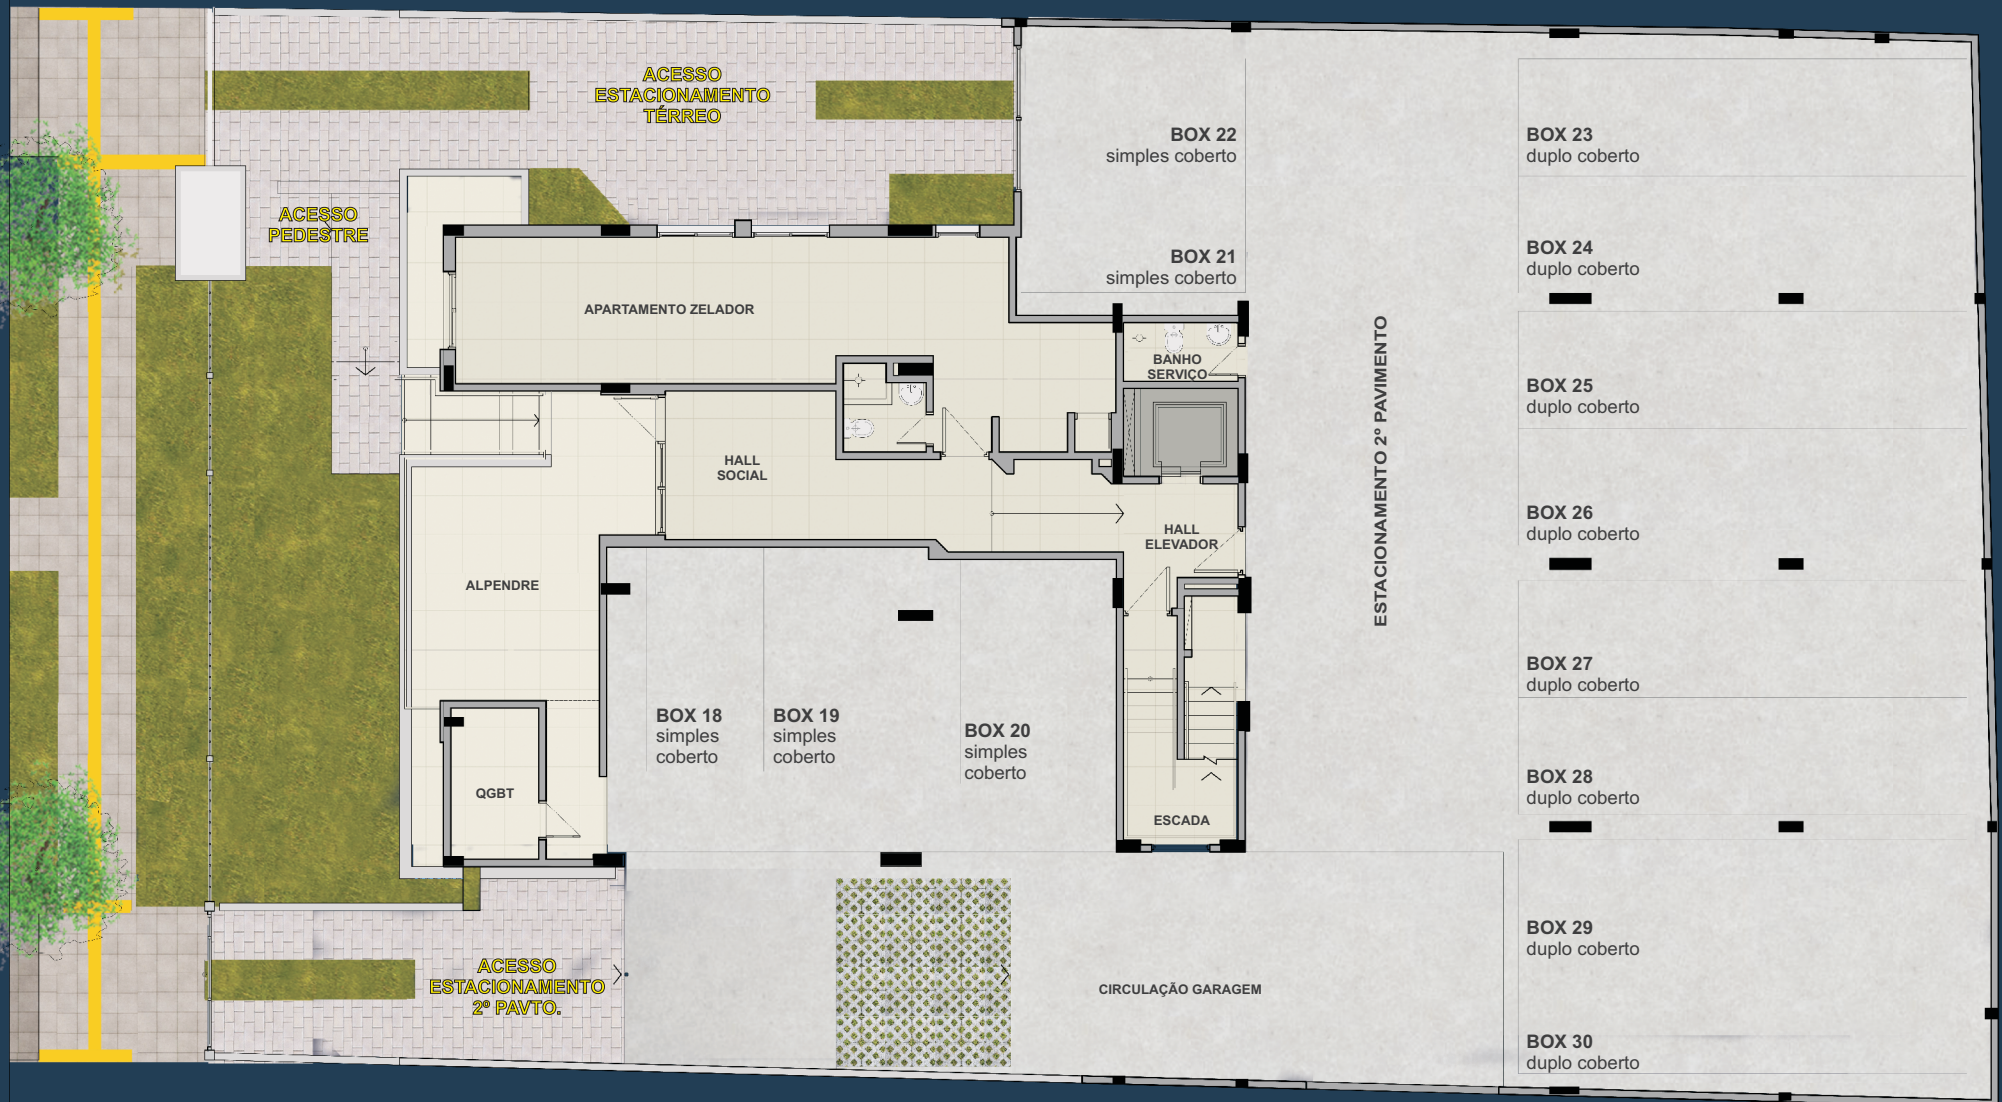 ACESSO
ESTACIONAMENTO
TÉRREO
ACESSO
PEDESTRE
BOX 22
simples coberto
BOX 21
simples coberto
BOX 23
duplo coberto
BOX 24
duplo coberto
APARTAMENTO ZELADOR
BANHO
SERVIÇO
ESTACIONAMENTO 2º PAVIMENTO
BOX 25
duplo coberto
BOX 26
duplo coberto
HALL
SOCIAL
HALL
ELEVADOR
ALPENDRE
BOX 27
duplo coberto
BOX 28
duplo coberto
BOX 18
simples
coberto
BOX 19
simples
coberto
BOX 20
simples
coberto
QGBT
ESCADA
BOX 29
duplo coberto
BOX 30
duplo coberto
ACESSO
ESTACIONAMENTO
2º PAVTO.
CIRCULAÇÃO GARAGEM